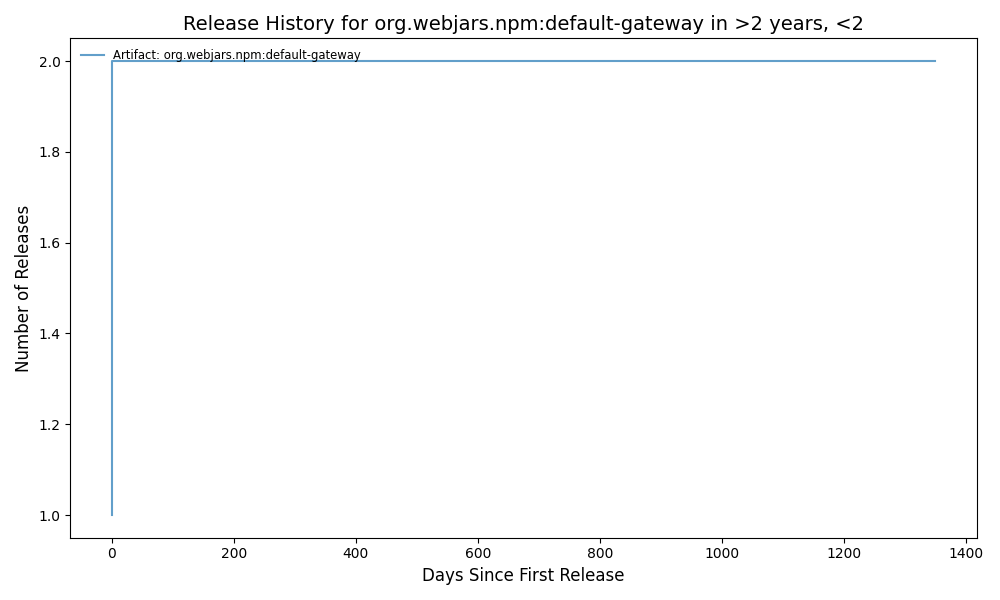 Release History for org.webjars.npm:default-gateway in >2 years, <2
Artifact: org.webjars.npm:default-gateway
2.0
1.8
1.6
1.4
1.2
1.0
Number of Releases
0 200 400 600 800 1000 1200 1400
Days Since First Release